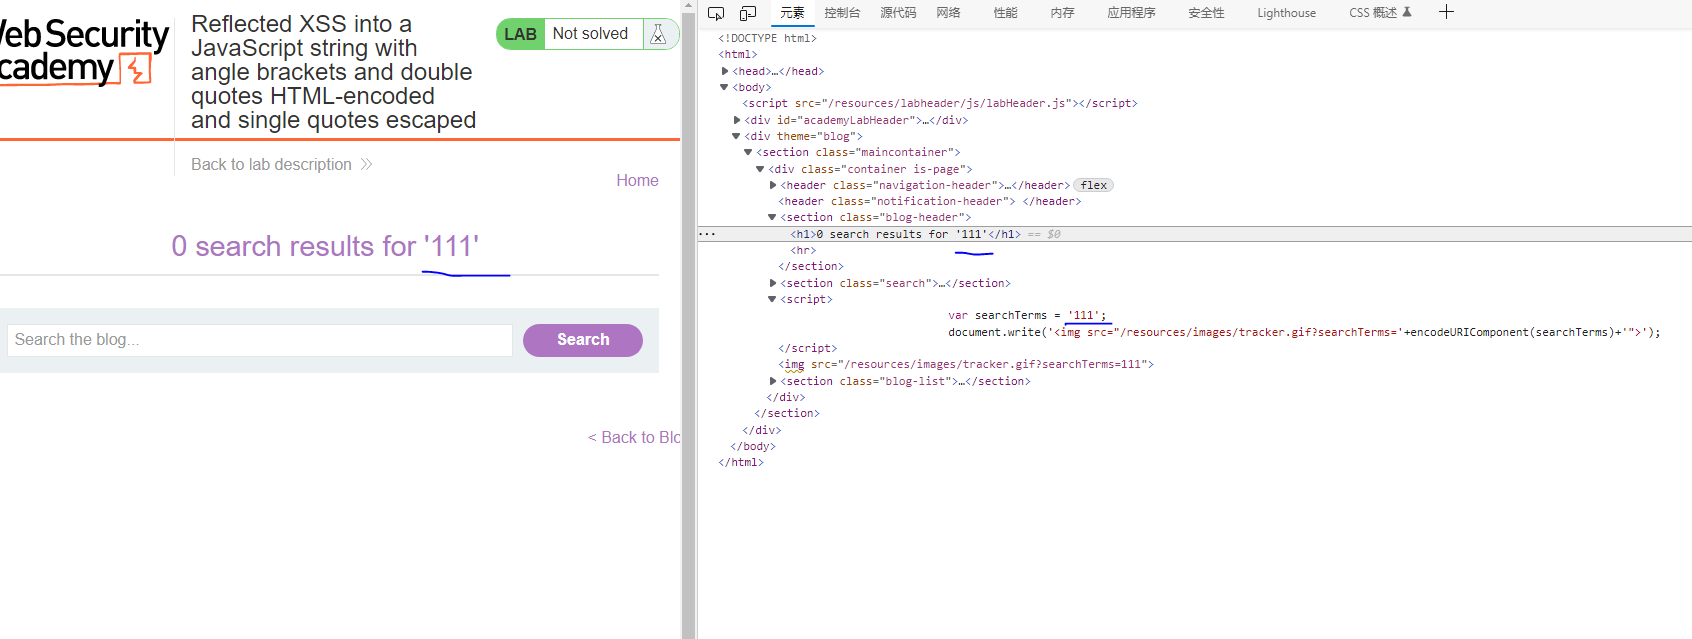 Web Security
Academy
Reflected XSS into a
JavaScript string with
angle brackets and double
quotes HTML-encoded
and single quotes escaped
LAB Not solved
Back to lab description
Home
0 search results for '111'
Search the blog...
Search
< Back to Blo
元素 控制台 源代码 网络 性能 内存 应用程序 安全性 Lighthouse CSS 概述
<!DOCTYPE html>
<html>
<head>…</head>
<body>
<script src="/resources/labheader/js/labHeader.js"></script>
<div id="academyLabHeader">…</div>
<div theme="blog">
<section class="maincontainer">
<div class="container is-page">
<header class="navigation-header">…</header> flex
<header class="notification-header"> </header>
<section class="blog-header">
<h1>0 search results for '111'</h1> == $0
<hr>
</section>
<section class="search">…</section>
<script>
var searchTerms = '111';
document.write('<img src="/resources/images/tracker.gif?searchTerms='+encodeURIComponent(searchTerms)+'">');
</script>
<img src="/resources/images/tracker.gif?searchTerms=111">
<section class="blog-list">…</section>
</div>
</section>
</div>
</body>
</html>